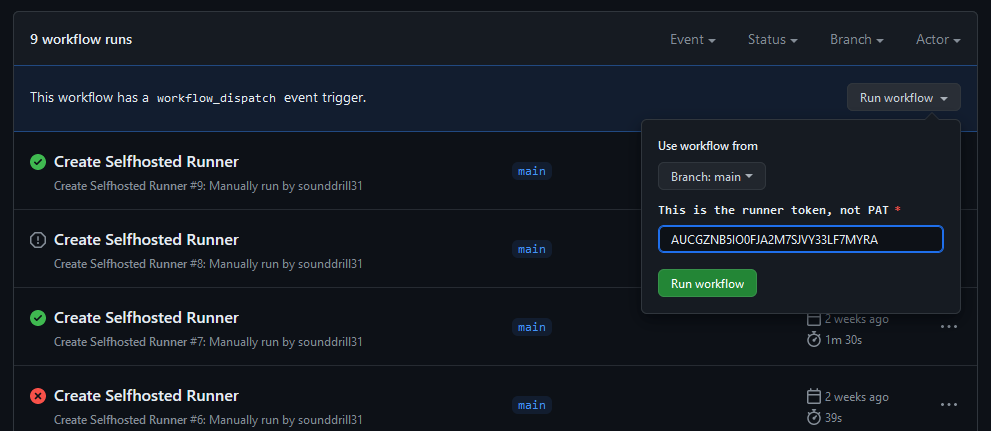 9 workflow runs
Event
Status
Branch
Actor
This workflow has a workflow_dispatch event trigger.
Run workflow
Use workflow from
Branch: main
This is the runner token, not PAT *
AUCGZNB5IO0FJA2M7SJVY33LF7MYRA
Run workflow
Create Selfhosted Runner
main
Create Selfhosted Runner #9: Manually run by sounddrill31
Create Selfhosted Runner
main
Create Selfhosted Runner #8: Manually run by sounddrill31
Create Selfhosted Runner
main
2 weeks ago
Create Selfhosted Runner #7: Manually run by sounddrill31
1m 30s
Create Selfhosted Runner
main
2 weeks ago
Create Selfhosted Runner #6: Manually run by sounddrill31
39s